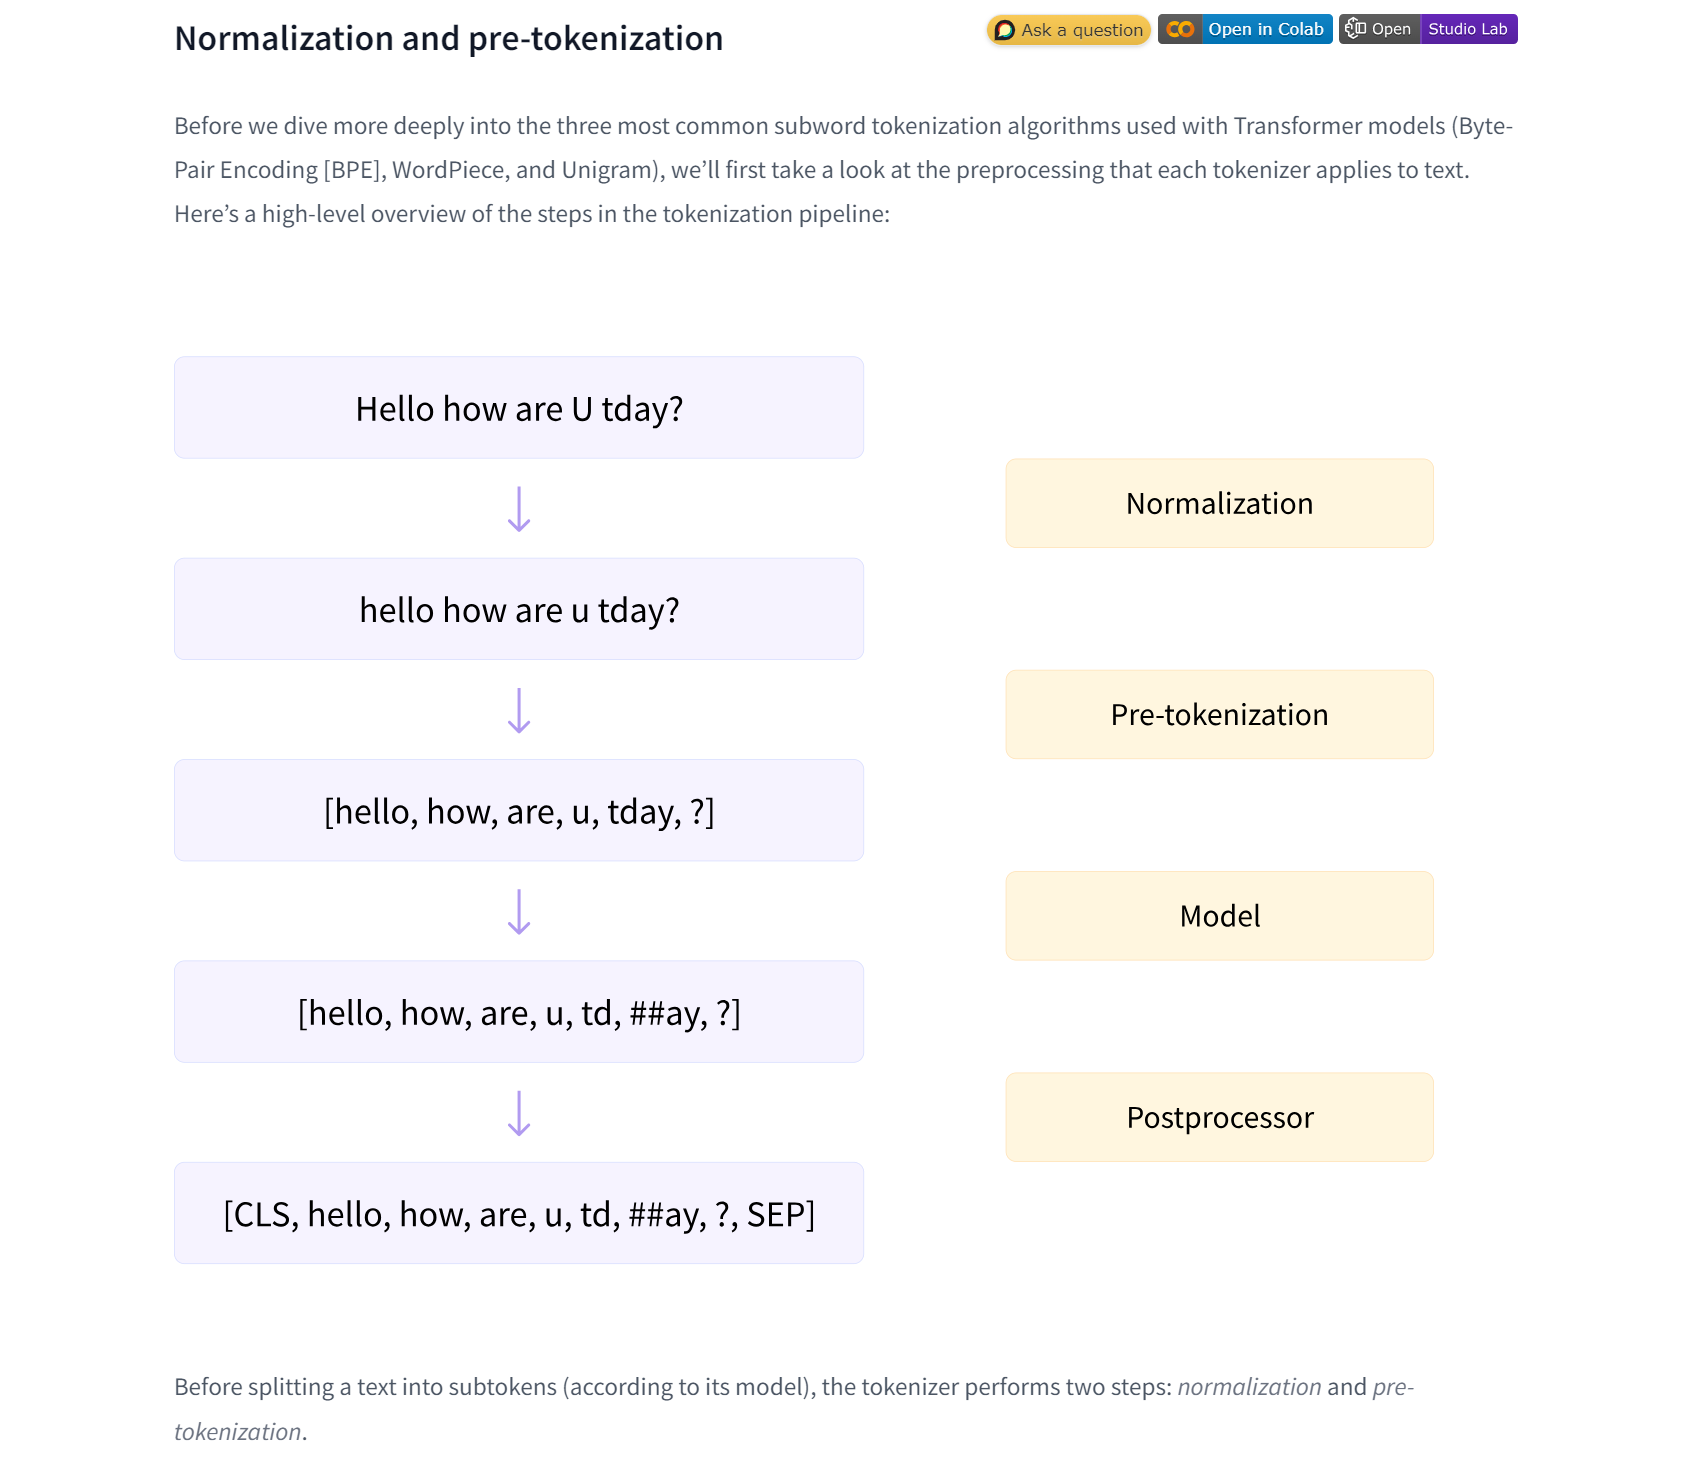 Normalization and pre-tokenization
Ask a question
Open in Colab
Open Studio Lab
Before we dive more deeply into the three most common subword tokenization algorithms used with Transformer models (Byte-
Pair Encoding [BPE], WordPiece, and Unigram), we’ll first take a look at the preprocessing that each tokenizer applies to text.
Here’s a high-level overview of the steps in the tokenization pipeline:
Hello how are U tday?
Normalization
hello how are u tday?
Pre-tokenization
[hello, how, are, u, tday, ?]
Model
[hello, how, are, u, td, ##ay, ?]
Postprocessor
[CLS, hello, how, are, u, td, ##ay, ?, SEP]
Before splitting a text into subtokens (according to its model), the tokenizer performs two steps: normalization and pre-
tokenization.